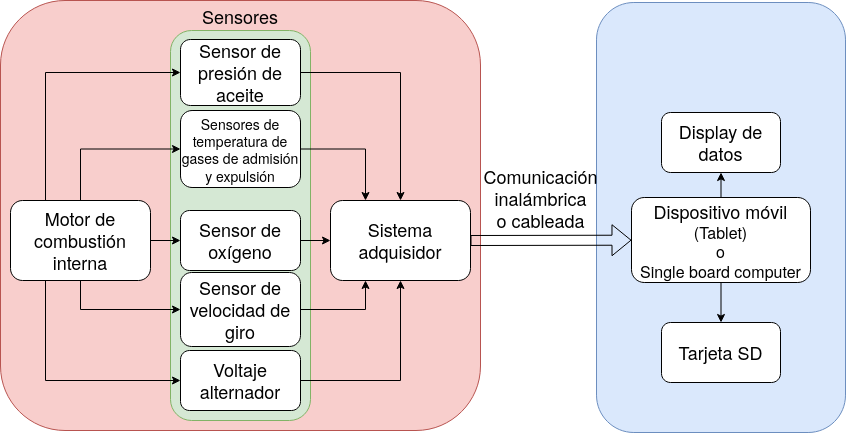 Sensores
Sensor de
presión de
aceite
Sensores de
temperatura de
gases de admisión
y expulsión
Motor de
combustión
interna
Sensor de
oxígeno
Sensor de
velocidad de
giro
Voltaje
alternador
Sistema
adquisidor
Comunicación
inalámbrica
o cableada
Display de
datos
Dispositivo móvil
(Tablet)
o
Single board computer
Tarjeta SD